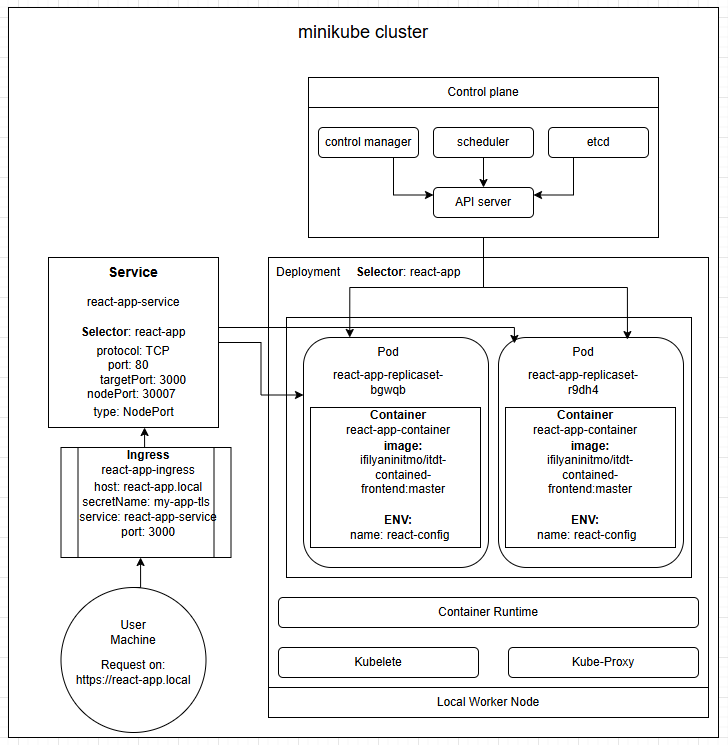 minikube cluster
Control plane
control manager
scheduler
etcd
API server
Service
react-app-service
Selector: react-app
protocol: TCP
port: 80
targetPort: 3000
nodePort: 30007
type: NodePort
Deployment Selector: react-app
Pod
react-app-replicaset-
bgwqb
Container
react-app-container
image:
ifilyaninitmo/itdt-
contained-
frontend:master
ENV:
name: react-config
Pod
react-app-replicaset-
r9dh4
Container
react-app-container
image:
ifilyaninitmo/itdt-
contained-
frontend:master
ENV:
name: react-config
Ingress
react-app-ingress
host: react-app.local
secretName: my-app-tls
service: react-app-service
port: 3000
User
Machine
Request on:
https://react-app.local
Container Runtime
Kubelete
Kube-Proxy
Local Worker Node